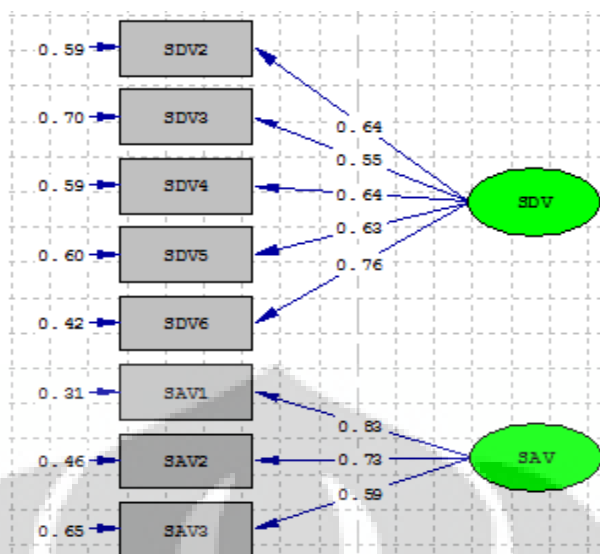 0.59 SDV2
0.64
0.70 SDV3
0.55
0.59 SDV4 0.64 SDV
0.63
0.60 SDV5
0.76
0.42 SDV6
0.31 SAV1
0.83
0.46 SAV2 0.73 SAV
0.59
0.65 SAV3